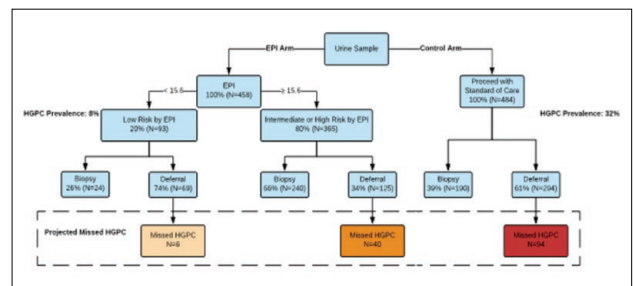 EPI Arm
Urine Sample
Control Arm
< 15.6
EPI
100% (N=458)
≥ 15.6
Proceed with
Standard of Care
100% (N=484)
HGPC Prevalence: 8%
Low Risk by EPI
20% (N=93)
Intermediate or High Risk by EPI
80% (N=365)
HGPC Prevalence: 32%
Biopsy
26% (N=24)
Deferral
74% (N=69)
Biopsy
66% (N=240)
Deferral
34% (N=125)
Biopsy
39% (N=190)
Deferral
61% (N=294)
Projected Missed HGPC
Missed HGPC
N=6
Missed HGPC
N=40
Missed HGPC
N=94